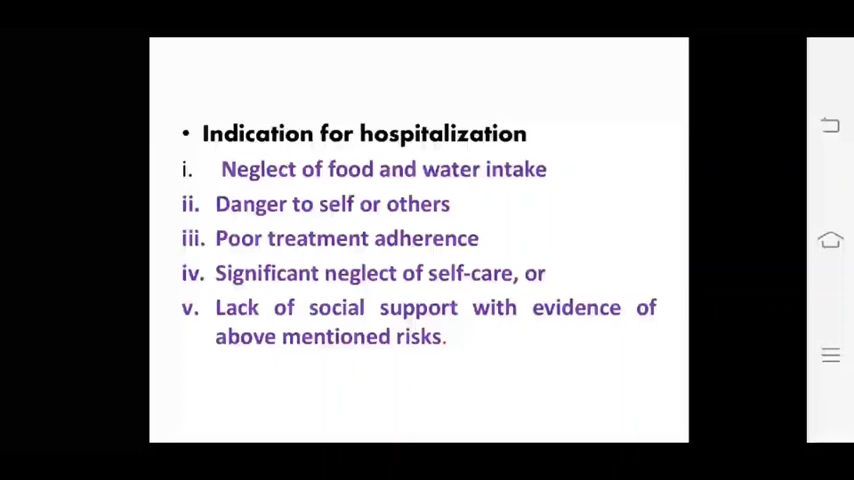 • Indication for hospitalization
i. Neglect of food and water intake
ii. Danger to self or others
iii. Poor treatment adherence
iv. Significant neglect of self-care, or
v. Lack of social support with evidence of
above mentioned risks.